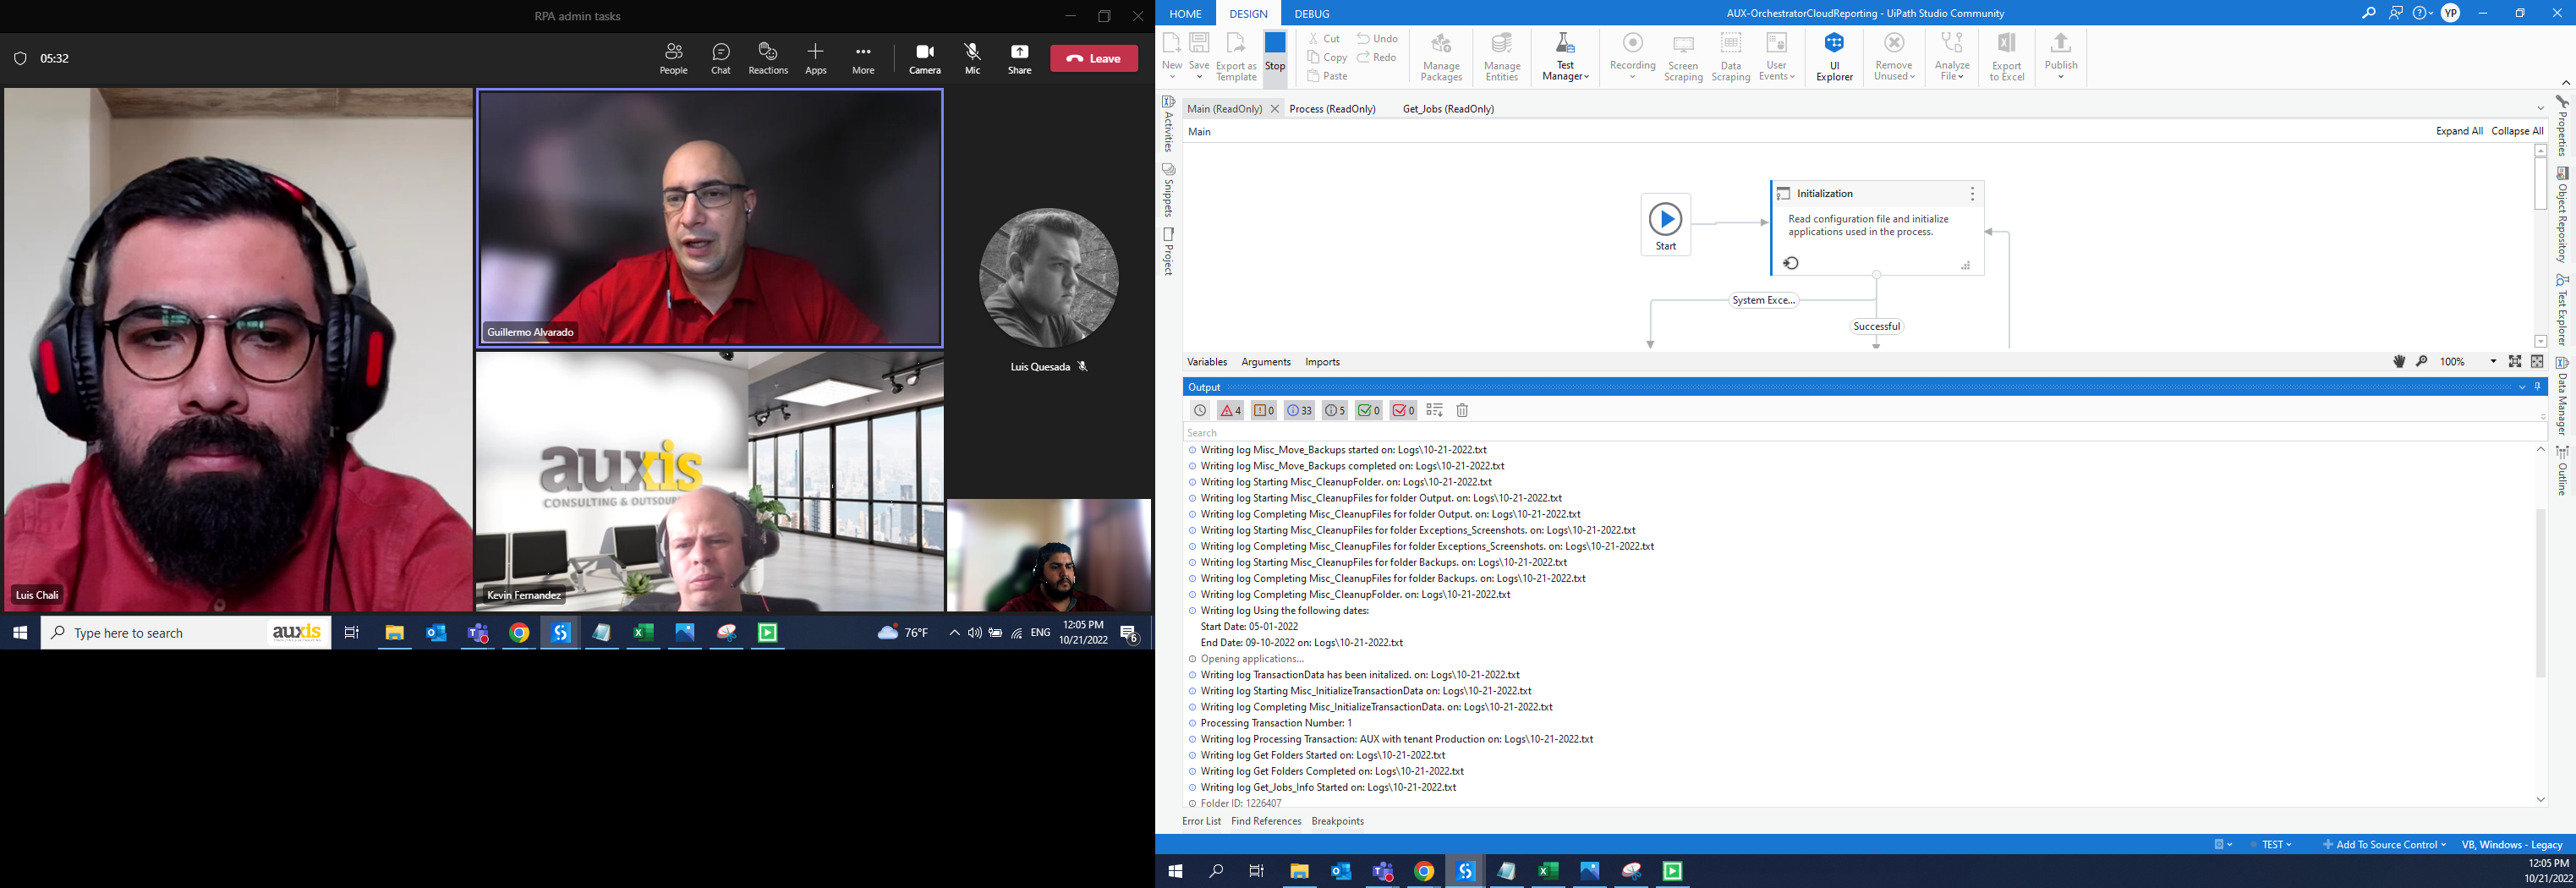 RPA admin tasks
05:32
People
Chat
Reactions
Apps
More
Camera
Mic
Share
Leave
Guillermo Alvarado
Luis Quesada
auxis
CONSULTING & OUTSOU
Luis Chali
Kevin Fernandez
Type here to search
auxis
76°F
ENG
12:05 PM
10/21/2022
6
HOME
DESIGN
DEBUG
AUX-OrchestratorCloudReporting - UiPath Studio Community
YP
New
Save
Export as Template
Stop
Cut
Copy
Paste
Undo
Redo
Manage Packages
Manage Entities
Test Manager
Recording
Screen Scraping
Data Scraping
User Events
UI Explorer
Remove Unused
Analyze File
Export to Excel
Publish
Activities
Snippets
Project
Main (ReadOnly)
Process (ReadOnly)
Get_Jobs (ReadOnly)
Main
Expand All
Collapse All
Start
Initialization
Read configuration file and initialize
applications used in the process.
System Exce...
Successful
Variables
Arguments
Imports
100%
Output
4
0
33
5
0
0
Search
Writing log Misc_Move_Backups started on: Logs\10-21-2022.txt
Writing log Misc_Move_Backups completed on: Logs\10-21-2022.txt
Writing log Starting Misc_CleanupFolder. on: Logs\10-21-2022.txt
Writing log Starting Misc_CleanupFiles for folder Output. on: Logs\10-21-2022.txt
Writing log Completing Misc_CleanupFiles for folder Output. on: Logs\10-21-2022.txt
Writing log Starting Misc_CleanupFiles for folder Exceptions_Screenshots. on: Logs\10-21-2022.txt
Writing log Completing Misc_CleanupFiles for folder Exceptions_Screenshots. on: Logs\10-21-2022.txt
Writing log Starting Misc_CleanupFiles for folder Backups. on: Logs\10-21-2022.txt
Writing log Completing Misc_CleanupFiles for folder Backups. on: Logs\10-21-2022.txt
Writing log Completing Misc_CleanupFolder. on: Logs\10-21-2022.txt
Writing log Using the following dates:
Start Date: 05-01-2022
End Date: 09-10-2022 on: Logs\10-21-2022.txt
Opening applications...
Writing log TransactionData has been initalized. on: Logs\10-21-2022.txt
Writing log Starting Misc_InitializeTransactionData on: Logs\10-21-2022.txt
Writing log Completing Misc_InitializeTransactionData. on: Logs\10-21-2022.txt
Processing Transaction Number: 1
Writing log Processing Transaction: AUX with tenant Production on: Logs\10-21-2022.txt
Writing log Get Folders Started on: Logs\10-21-2022.txt
Writing log Get Folders Completed on: Logs\10-21-2022.txt
Writing log Get_Jobs_Info Started on: Logs\10-21-2022.txt
Folder ID: 1226407
Error List
Find References
Breakpoints
Properties
Object Repository
Test Explorer
Data Manager
Outline
TEST
Add To Source Control
VB, Windows - Legacy
12:05 PM
10/21/2022